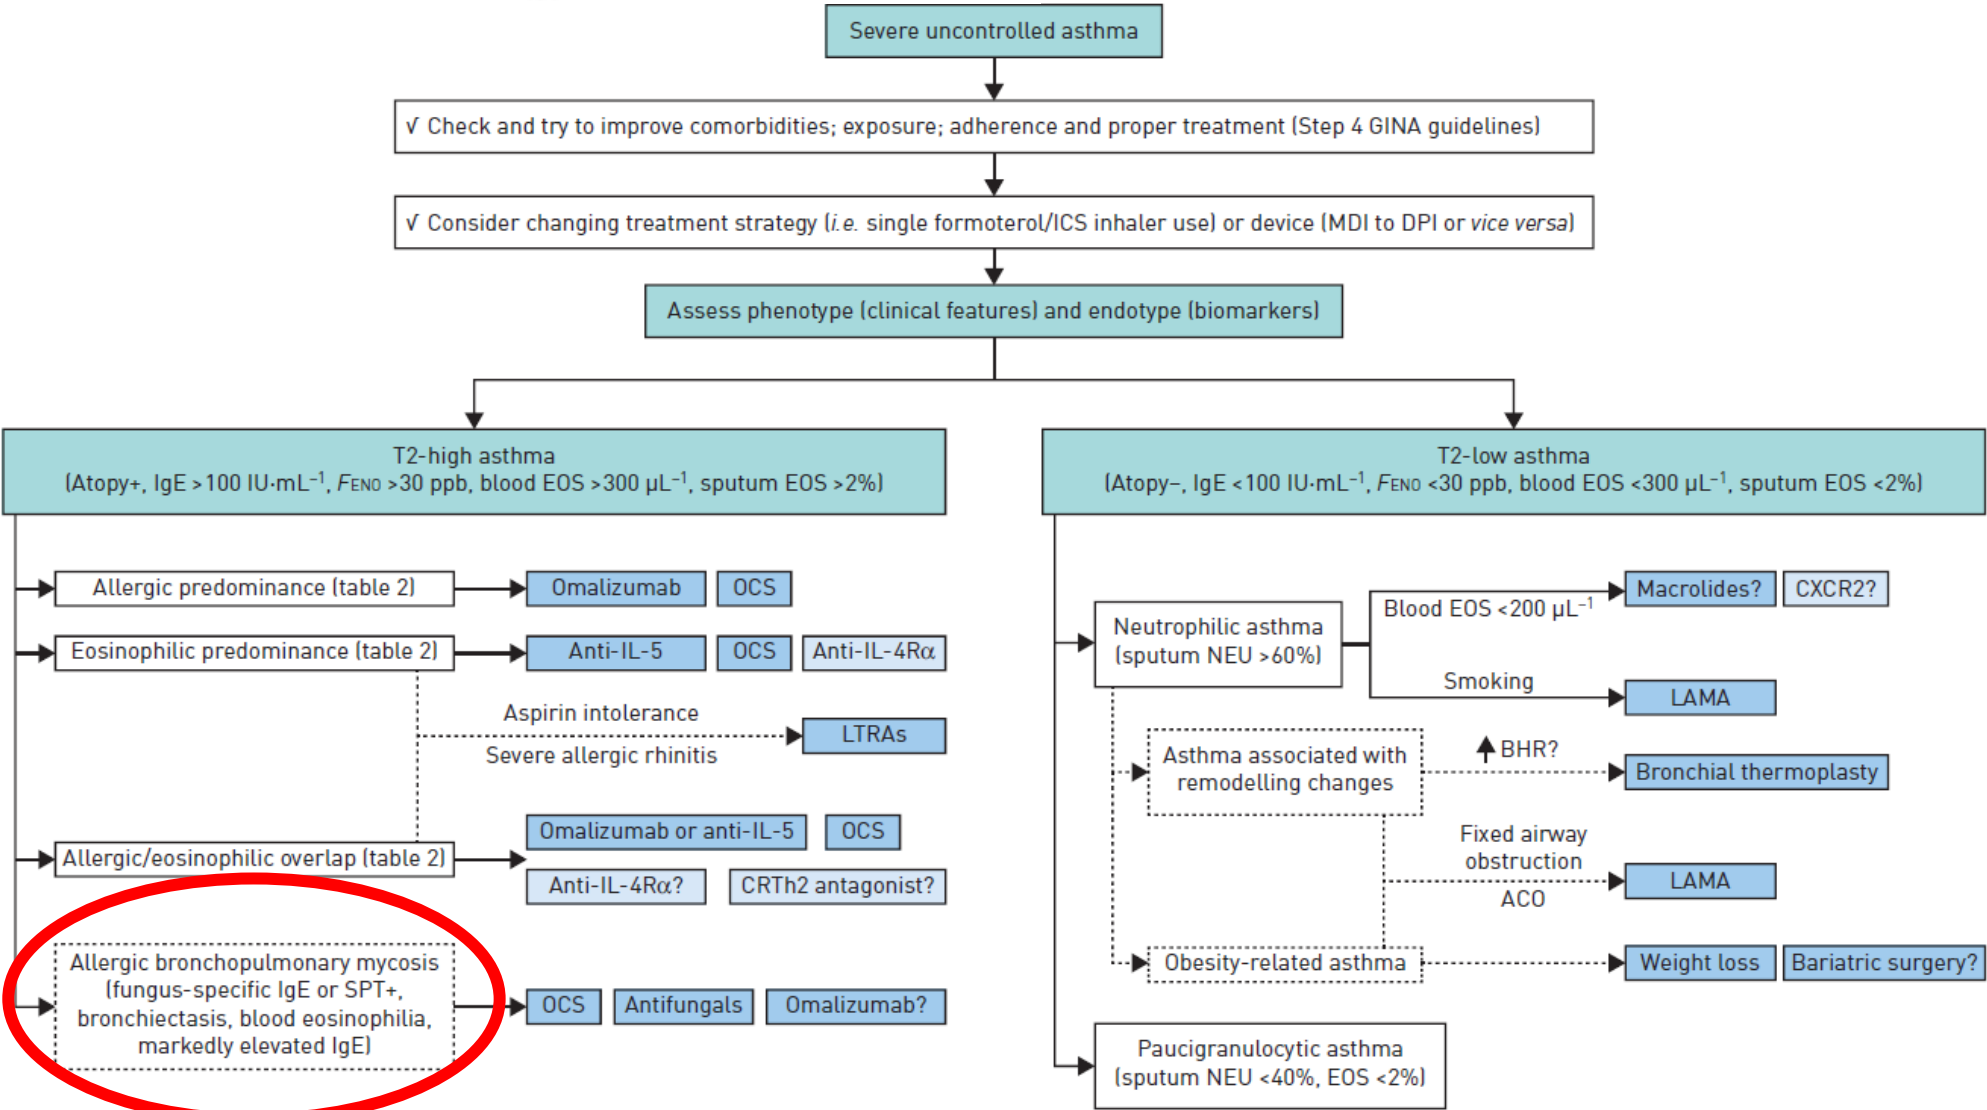 Severe uncontrolled asthma
√ Check and try to improve comorbidities; exposure; adherence and proper treatment (Step 4 GINA guidelines)
√ Consider changing treatment strategy (i.e. single formoterol/ICS inhaler use) or device (MDI to DPI or vice versa)
Assess phenotype (clinical features) and endotype (biomarkers)
T2-high asthma
(Atopy+, IgE >100 IU·mL⁻¹, FENO >30 ppb, blood EOS >300 µL⁻¹, sputum EOS >2%)
Allergic predominance (table 2)
Omalizumab
OCS
Eosinophilic predominance (table 2)
Anti-IL-5
OCS
Anti-IL-4Rα
Aspirin intolerance
Severe allergic rhinitis
LTRAs
Allergic/eosinophilic overlap (table 2)
Omalizumab or anti-IL-5
OCS
Anti-IL-4Rα?
CRTh2 antagonist?
Allergic bronchopulmonary mycosis
(fungus-specific IgE or SPT+,
bronchiectasis, blood eosinophilia,
markedly elevated IgE)
OCS
Antifungals
Omalizumab?
T2-low asthma
(Atopy–, IgE <100 IU·mL⁻¹, FENO <30 ppb, blood EOS <300 µL⁻¹, sputum EOS <2%)
Neutrophilic asthma
(sputum NEU >60%)
Blood EOS <200 µL⁻¹
Macrolides?
CXCR2?
Smoking
LAMA
Asthma associated with
remodelling changes
BHR?
Bronchial thermoplasty
Fixed airway
obstruction
ACO
LAMA
Obesity-related asthma
Weight loss
Bariatric surgery?
Paucigranulocytic asthma
(sputum NEU <40%, EOS <2%)